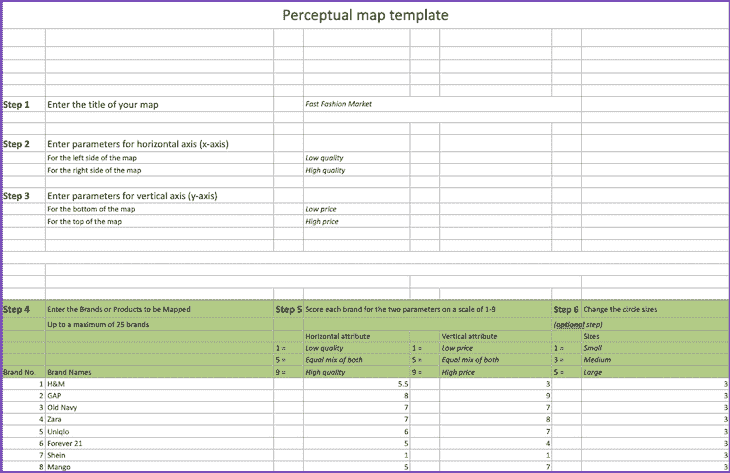 Perceptual map template
Step 1 Enter the title of your map Fast Fashion Market
Step 2 Enter parameters for horizontal axis (x-axis)
For the left side of the map Low quality
For the right side of the map High quality
Step 3 Enter parameters for vertical axis (y-axis)
For the bottom of the map Low price
For the top of the map High price
Step 4 Enter the Brands or Products to be Mapped Step 5 Score each brand for the two parameters on a scale of 1-9 Step 6 Change the circle sizes
Up to a maximum of 25 brands (optional step)
Horizontal attribute Vertical attribute Sizes
1 = Low quality 1 = Low price 1 = Small
5 = Equal mix of both 5 = Equal mix of both 3 = Medium
Brand No. Brand Names 9 = High quality 9 = High price 5 = Large
1 H&M 5.5 3 3
2 GAP 8 9 3
3 Old Navy 7 7 3
4 Zara 7 8 3
5 Uniqlo 6 7 3
6 Forever 21 5 4 3
7 Shein 1 1 3
8 Mango 5 7 3